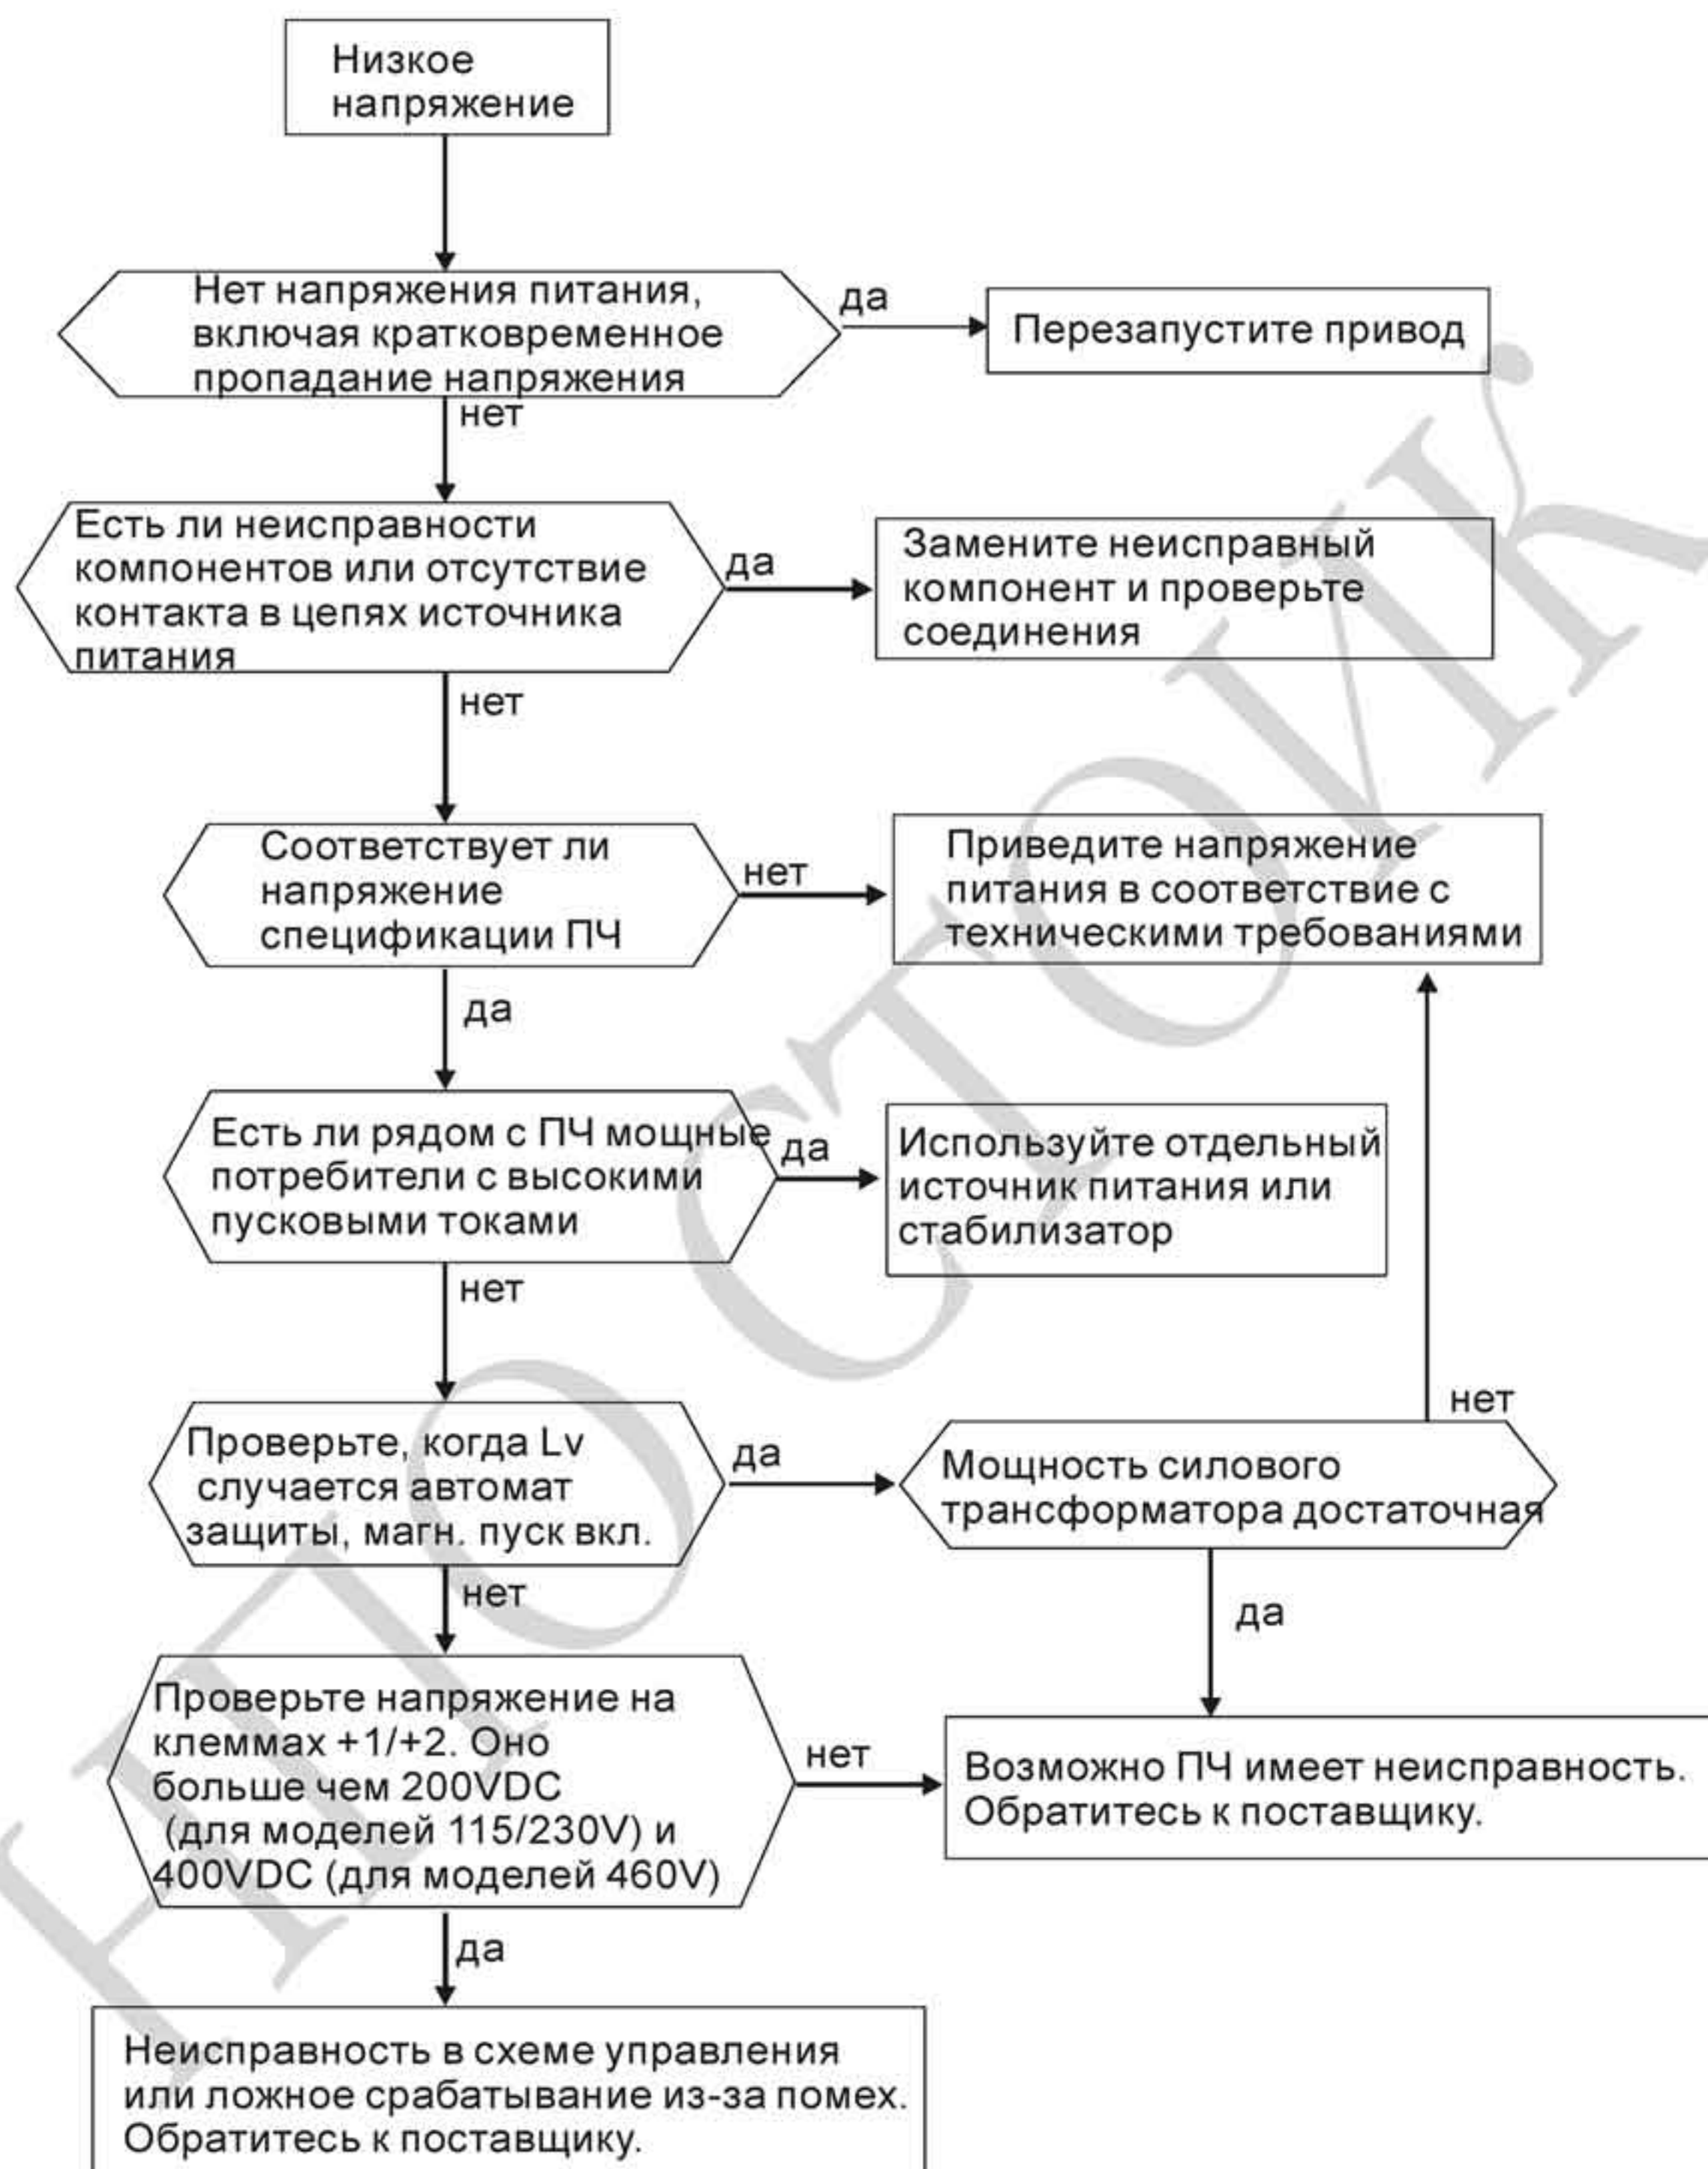 Низкое
напряжение
Нет напряжения питания,
включая кратковременное
пропадание напряжения
да
Перезапустите привод
нет
Есть ли неисправности
компонентов или отсутствие
контакта в цепях источника
питания
да
Замените неисправный
компонент и проверьте
соединения
нет
Соответствует ли
напряжение
спецификации ПЧ
нет
Приведите напряжение
питания в соответствие с
техническими требованиями
да
Есть ли рядом с ПЧ мощные
потребители с высокими
пусковыми токами
да
Используйте отдельный
источник питания или
стабилизатор
нет
Проверьте, когда Lv
случается автомат
защиты, магн. пуск вкл.
да
Мощность силового
трансформатора достаточная
нет
нет
да
Проверьте напряжение на
клеммах +1/+2. Оно
больше чем 200VDC
(для моделей 115/230V) и
400VDC (для моделей 460V)
нет
Возможно ПЧ имеет неисправность.
Обратитесь к поставщику.
да
Неисправность в схеме управления
или ложное срабатывание из-за помех.
Обратитесь к поставщику.
НПО СТОИК